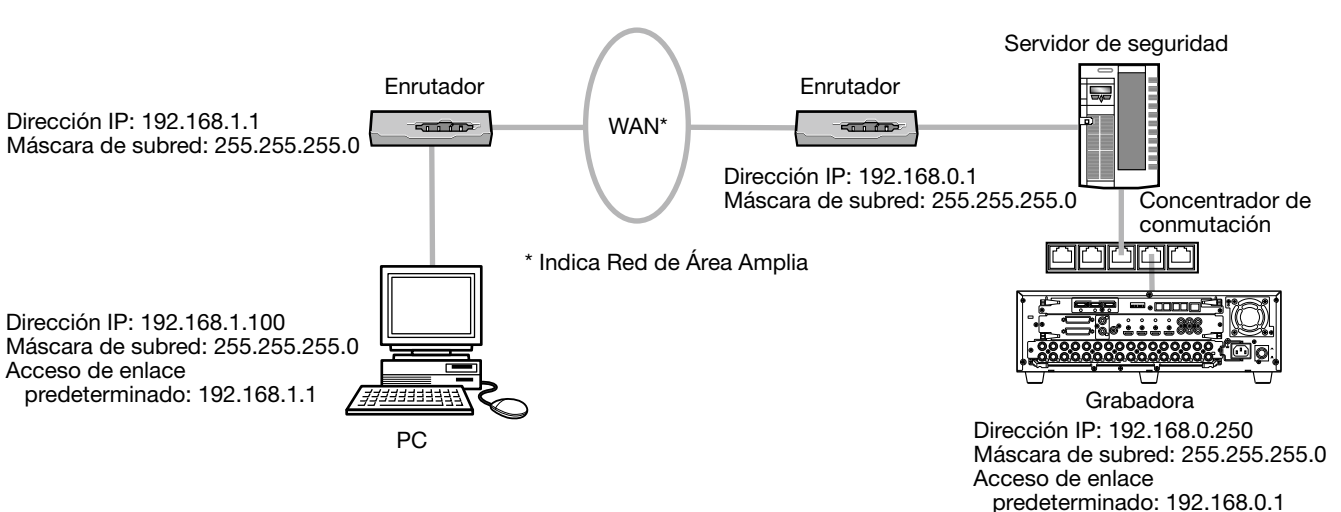 Servidor de seguridad
Enrutador
Enrutador
Dirección IP: 192.168.1.1
Máscara de subred: 255.255.255.0
WAN*
Dirección IP: 192.168.0.1
Máscara de subred: 255.255.255.0
Concentrador de
conmutación
* Indica Red de Área Amplia
Dirección IP: 192.168.1.100
Máscara de subred: 255.255.255.0
Acceso de enlace
predeterminado: 192.168.1.1
PC
Grabadora
Dirección IP: 192.168.0.250
Máscara de subred: 255.255.255.0
Acceso de enlace
predeterminado: 192.168.0.1